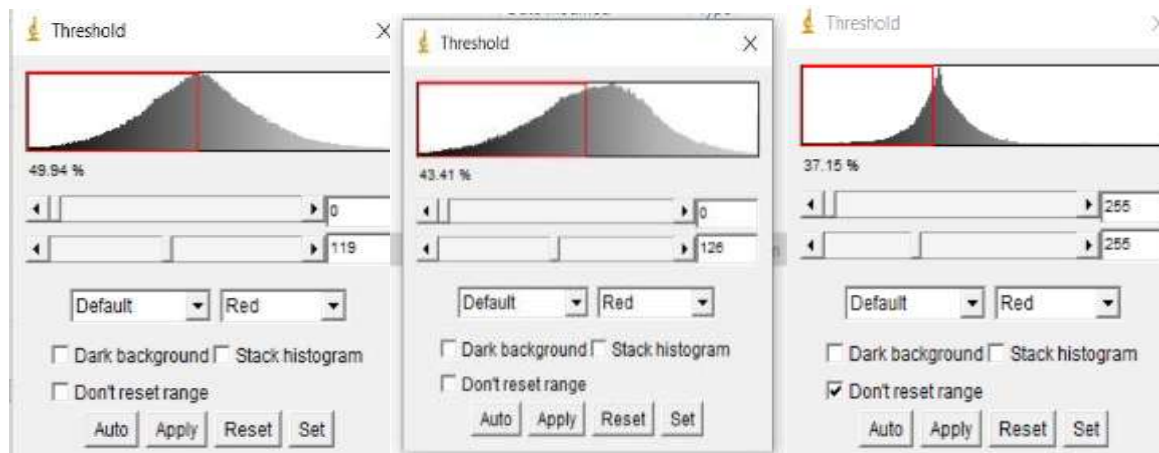 Threshold
49.94 %
0
119
Default
Red
Dark background
Stack histogram
Don't reset range
Auto
Apply
Reset
Set
Threshold
43.41 %
0
126
Default
Red
Dark background
Stack histogram
Don't reset range
Auto
Apply
Reset
Set
Threshold
37.15 %
255
255
Default
Red
Dark background
Stack histogram
Don't reset range
Auto
Apply
Reset
Set